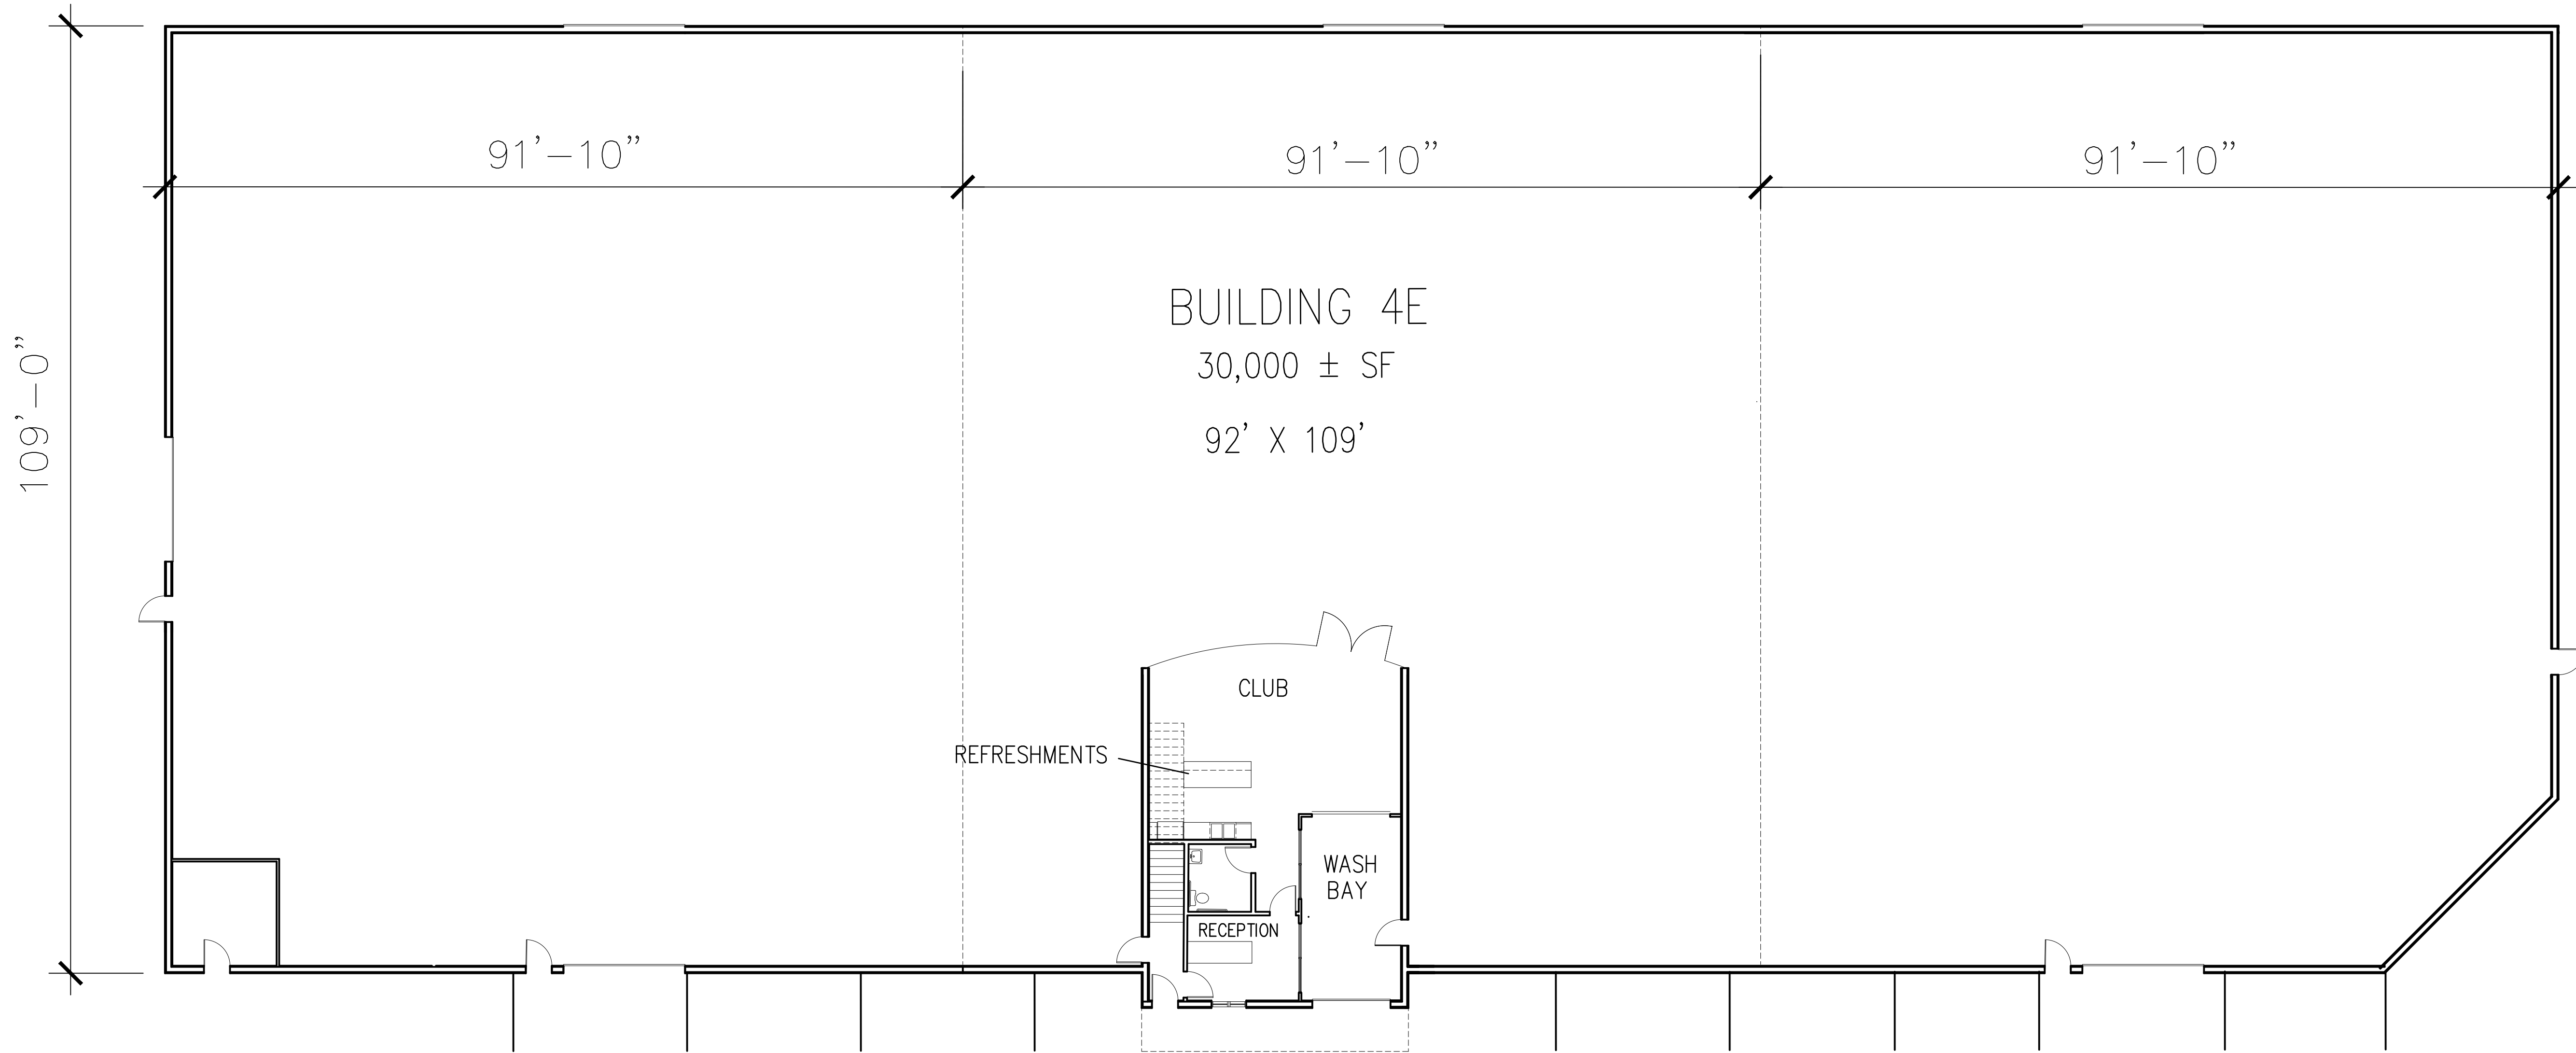 91'-10"
91'-10"
91'-10"
109'-0"
BUILDING 4E
30,000 ± SF
92' X 109'
CLUB
REFRESHMENTS
WASH
BAY
RECEPTION